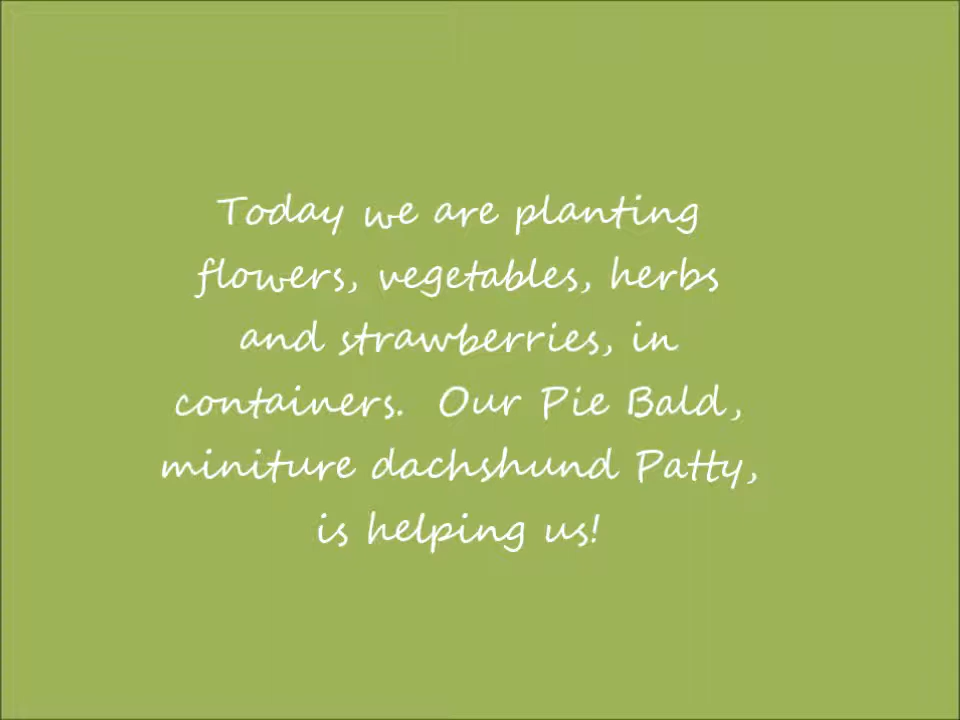 Today we are planting
flowers, vegetables, herbs
and strawberries, in
containers.  Our Pie Bald,
miniture dachshund Patty,
is helping us!